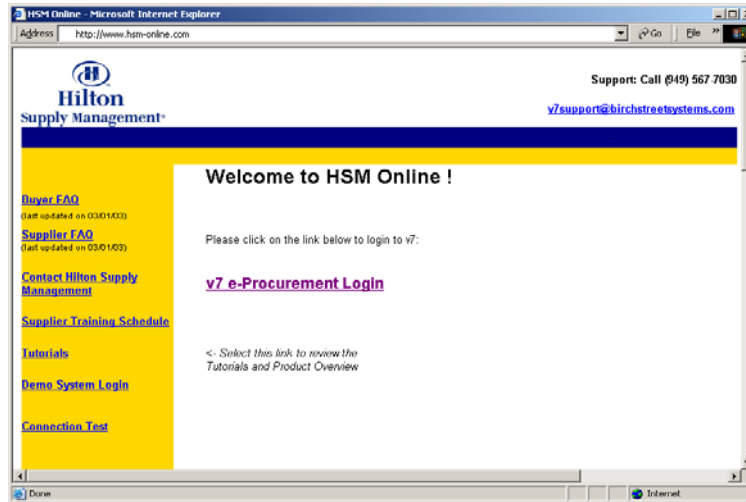 HSM Online - Microsoft Internet Explorer
Address http://www.hsm-online.com Go File »
H
Hilton
Supply Management
Support: Call (949) 567-7030
v7support@birchstreetsystems.com
Welcome to HSM Online !
Buyer FAQ
(last updated on 03/01/03)
Supplier FAQ
(last updated on 03/01/03)
Please click on the link below to login to v7:
Contact Hilton Supply
Management
v7 e-Procurement Login
Supplier Training Schedule
Tutorials
<- Select this link to review the
Tutorials and Product Overview
Demo System Login
Connection Test
Done Internet